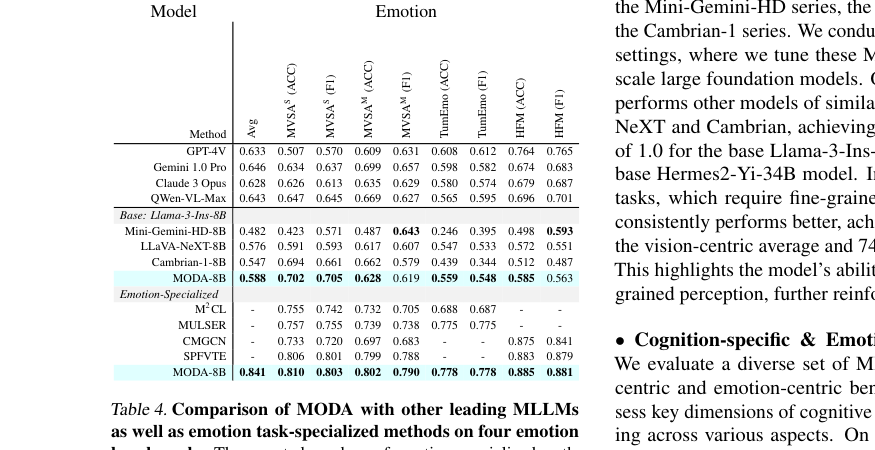 Model Emotion
Method Avg MVSA^S (ACC) MVSA^S (F1) MVSA^M (ACC) MVSA^M (F1) TumEmo (ACC) TumEmo (F1) HFM (ACC) HFM (F1)
GPT-4V 0.633 0.507 0.570 0.609 0.631 0.608 0.612 0.764 0.765
Gemini 1.0 Pro 0.646 0.634 0.637 0.699 0.657 0.598 0.582 0.674 0.683
Claude 3 Opus 0.628 0.626 0.613 0.635 0.629 0.580 0.574 0.679 0.687
QWen-VL-Max 0.643 0.647 0.645 0.669 0.627 0.565 0.595 0.696 0.701
Base: Llama-3-Ins-8B
Mini-Gemini-HD-8B 0.482 0.423 0.571 0.487 0.643 0.246 0.395 0.498 0.593
LLaVA-NeXT-8B 0.576 0.591 0.593 0.617 0.607 0.547 0.533 0.572 0.551
Cambrian-1-8B 0.547 0.694 0.661 0.662 0.579 0.439 0.344 0.512 0.487
MODA-8B 0.588 0.702 0.705 0.628 0.619 0.559 0.548 0.585 0.563
Emotion-Specialized
M²CL - 0.755 0.742 0.732 0.705 0.688 0.687 - -
MULSER - 0.757 0.755 0.739 0.738 0.775 0.775 - -
CMGCN - 0.733 0.720 0.697 0.683 - - 0.875 0.841
SPFVTE - 0.806 0.801 0.799 0.788 - - 0.883 0.879
MODA-8B 0.841 0.810 0.803 0.802 0.790 0.778 0.778 0.885 0.881
Table 4. Comparison of MODA with other leading MLLMs
as well as emotion task-specialized methods on four emotion
the Mini-Gemini-HD series, the
the Cambrian-1 series. We condu
settings, where we tune these M
scale large foundation models. 
performs other models of simila
NeXT and Cambrian, achieving
of 1.0 for the base Llama-3-Ins-
base Hermes2-Yi-34B model. In
tasks, which require fine-graine
consistently performs better, ach
the vision-centric average and 74
This highlights the model's abili
grained perception, further reinfo
• Cognition-specific & Emoti
We evaluate a diverse set of M
centric and emotion-centric ben
sess key dimensions of cognitive
ing across various aspects. On